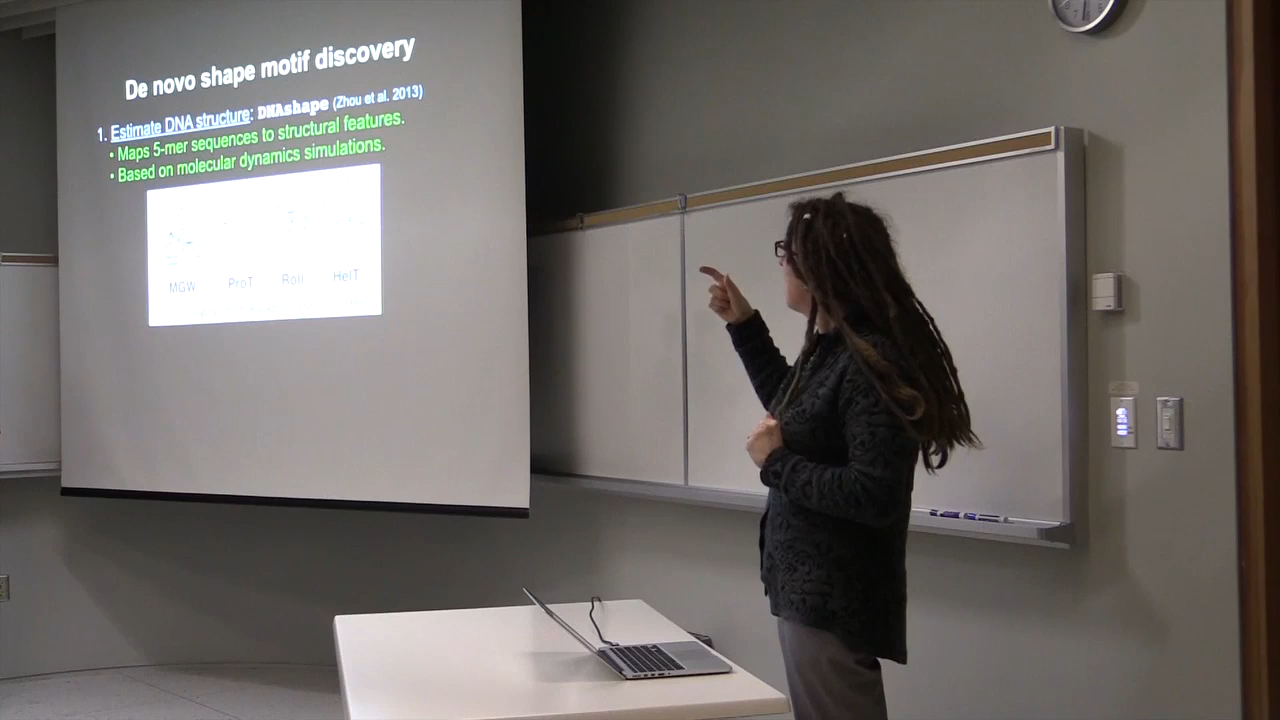 De novo shape motif discovery
1. Estimate DNA structure: DNAshape (Zhou et al. 2013)
• Maps 5-mer sequences to structural features.
• Based on molecular dynamics simulations.
MGW ProT Roll HelT